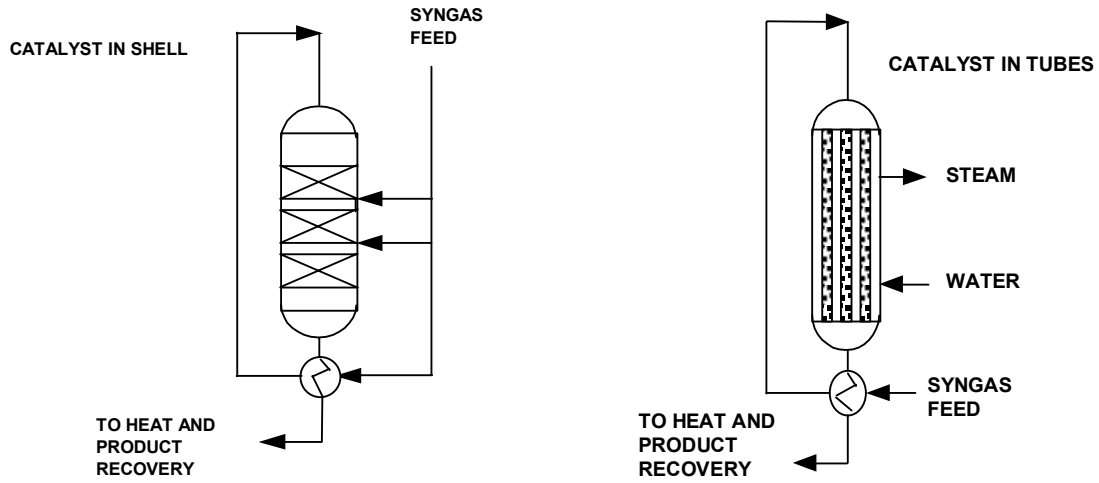 CATALYST IN SHELL
SYNGAS
FEED
TO HEAT AND
PRODUCT
RECOVERY
CATALYST IN TUBES
STEAM
WATER
SYNGAS
FEED
TO HEAT AND
PRODUCT
RECOVERY